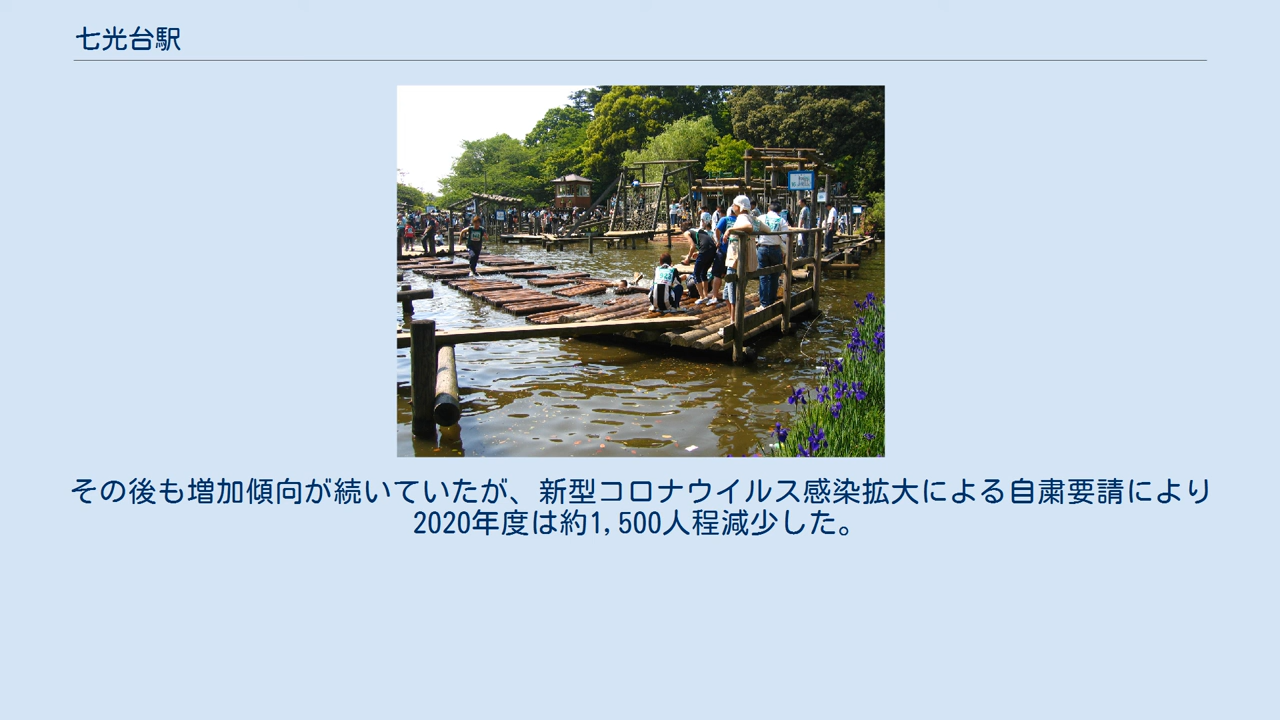 七光台駅
その後も増加傾向が続いていたが、新型コロナウイルス感染拡大による自粛要請により
2020年度は約1,500人程減少した。